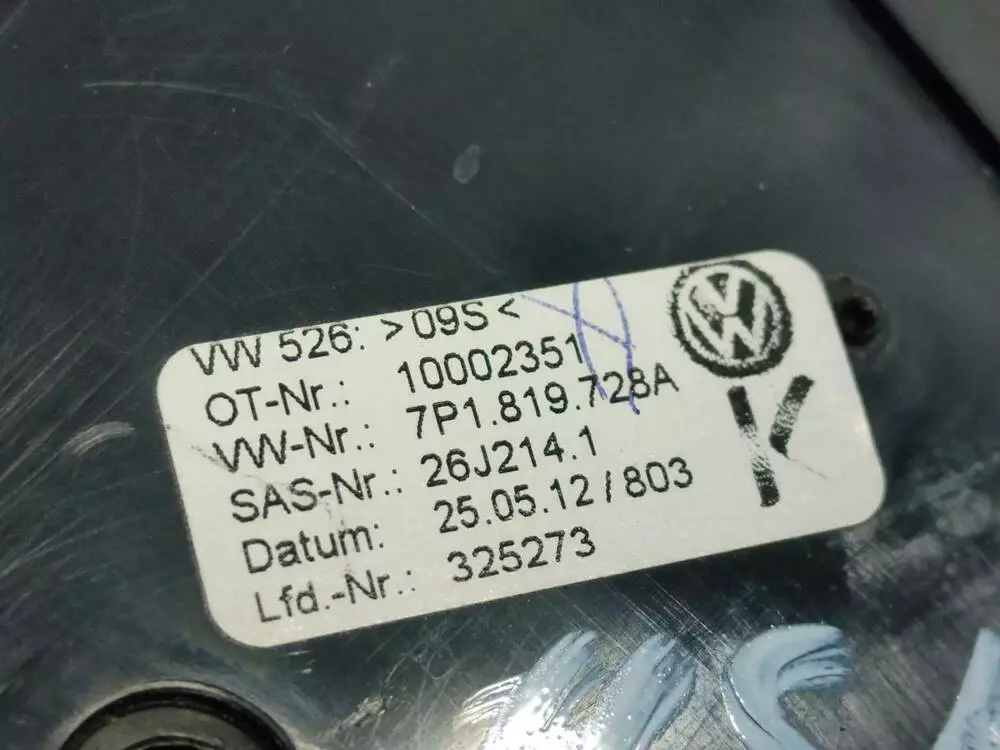 VW 526: >09S<
OT-Nr.: 10002351
VW-Nr.: 7P1.819.728A
SAS-Nr.: 26J214.1
Datum: 25.05.12/803
Lfd.-Nr.: 325273
VW
K